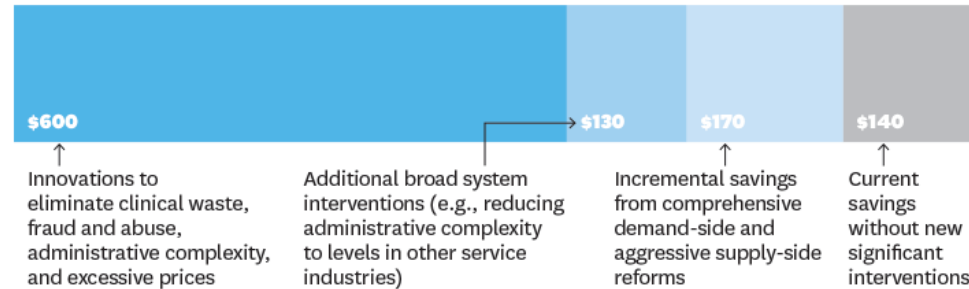 $600
$130
$170
$140
Innovations to
eliminate clinical waste,
fraud and abuse,
administrative complexity,
and excessive prices
Additional broad system
interventions (e.g., reducing
administrative complexity
to levels in other service
industries)
Incremental savings
from comprehensive
demand-side and
aggressive supply-side
reforms
Current
savings
without new
significant
interventions